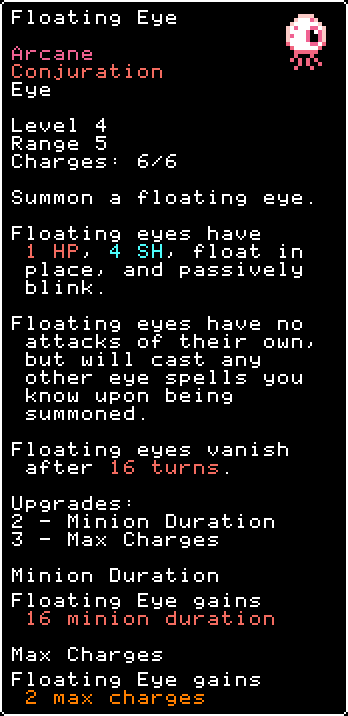 Floating Eye
Arcane
Conjuration
Eye
Level 4
Range 5
Charges: 6/6
Summon a floating eye.
Floating eyes have
1 HP, 4 SH, float in
place, and passively
blink.
Floating eyes have no
attacks of their own,
but will cast any
other eye spells you
know upon being
summoned.
Floating eyes vanish
after 16 turns.
Upgrades:
2 - Minion Duration
3 - Max Charges
Minion Duration
Floating Eye gains
16 minion duration
Max Charges
Floating Eye gains
2 max charges